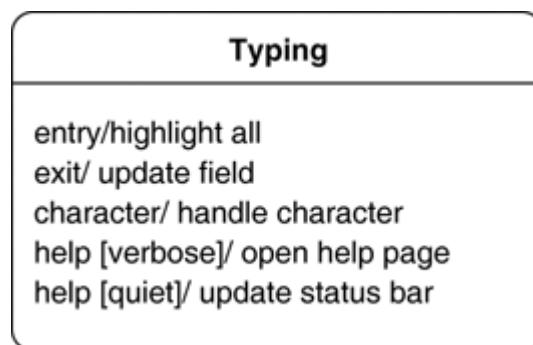 Typing
entry/highlight all
exit/ update field
character/ handle character
help [verbose]/ open help page
help [quiet]/ update status bar